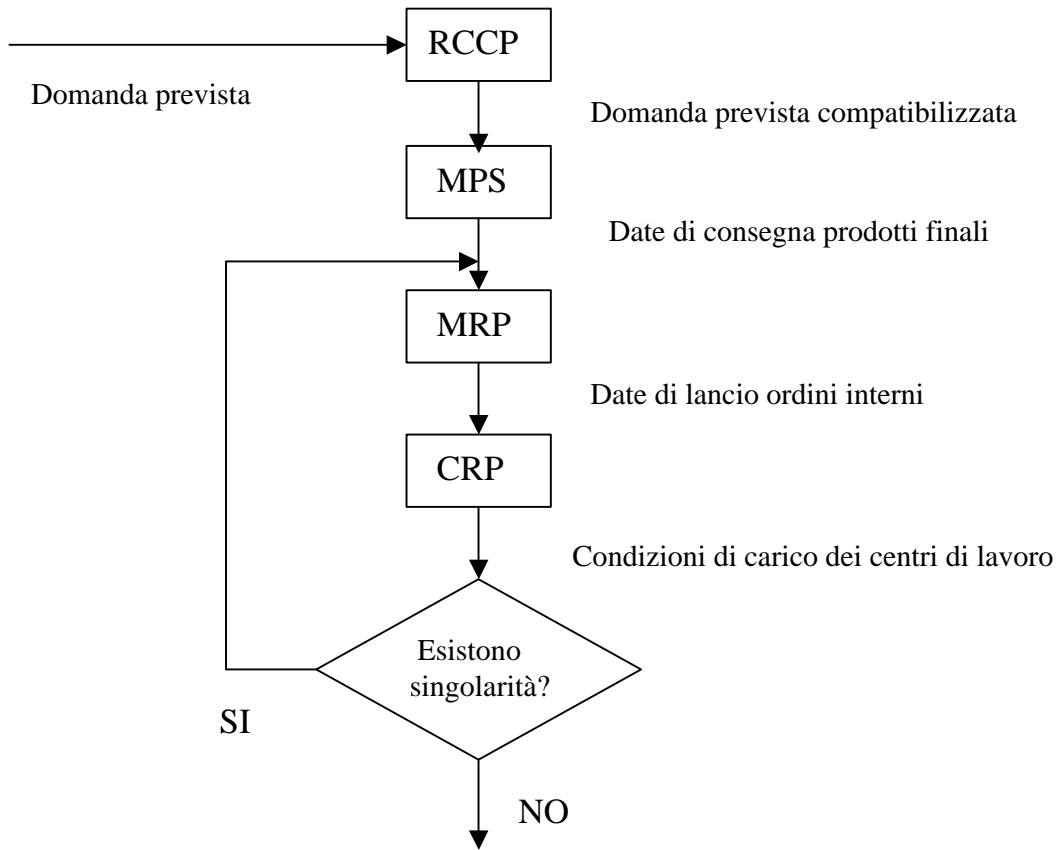 RCCP
Domanda prevista
Domanda prevista compatibilizzata
MPS
Date di consegna prodotti finali
MRP
Date di lancio ordini interni
CRP
Condizioni di carico dei centri di lavoro
Esistono
singolarità?
SI
NO